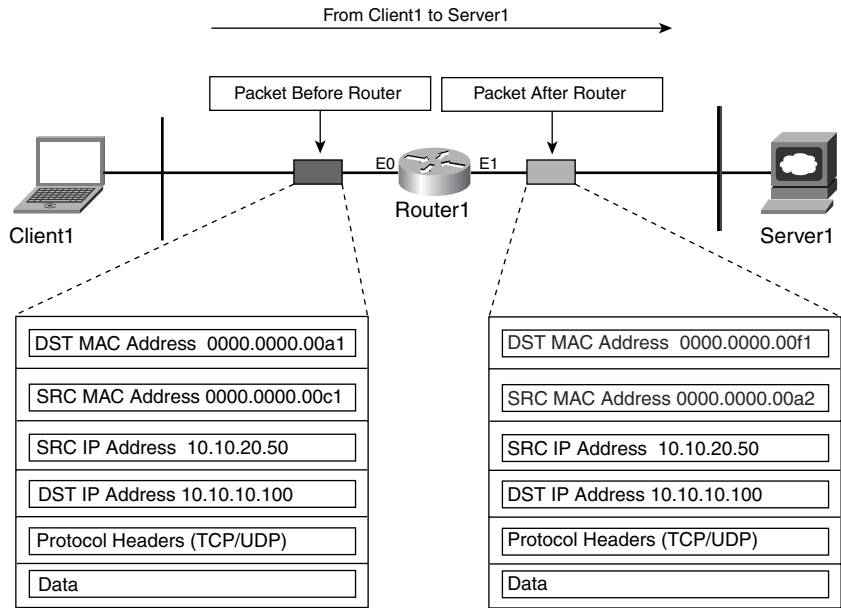 From Client1 to Server1
Packet Before Router
Packet After Router
E0
E1
Router1
Client1
Server1
DST MAC Address 0000.0000.00a1
SRC MAC Address 0000.0000.00c1
SRC IP Address 10.10.20.50
DST IP Address 10.10.10.100
Protocol Headers (TCP/UDP)
Data
DST MAC Address 0000.0000.00f1
SRC MAC Address 0000.0000.00a2
SRC IP Address 10.10.20.50
DST IP Address 10.10.10.100
Protocol Headers (TCP/UDP)
Data